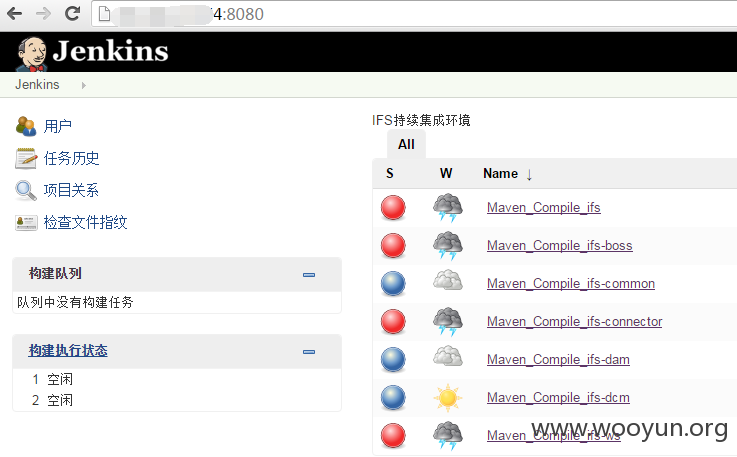 4:8080
Jenkins
Jenkins
用户
任务历史
项目关系
检查文件指纹
构建队列
队列中没有构建任务
构建执行状态
1 空闲
2 空闲
IFS持续集成环境
All
S W Name ↓
Maven_Compile_ifs
Maven_Compile_ifs-boss
Maven_Compile_ifs-common
Maven_Compile_ifs-connector
Maven_Compile_ifs-dam
Maven_Compile_ifs-dcm
Maven_Compile_ifs-ws
www.wooyun.org